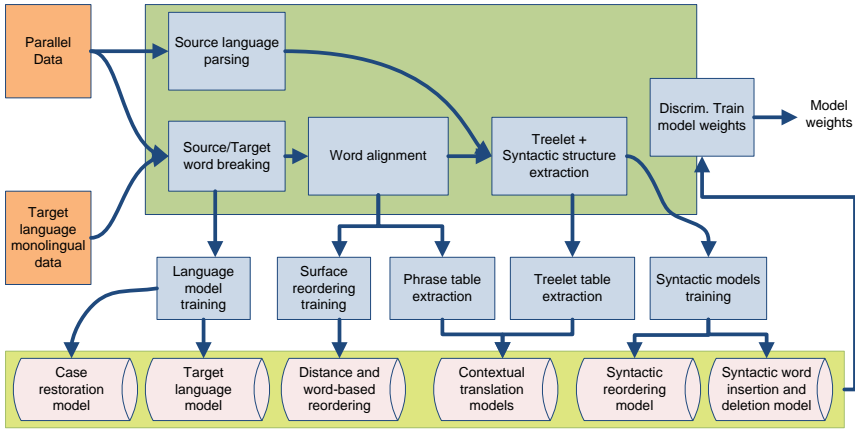 Parallel
Data
Source language
parsing
Discrim. Train
model weights
Model
weights
Source/Target
word breaking
Word alignment
Treelet +
Syntactic structure
extraction
Target
language
monolingual
data
Language
model
training
Surface
reordering
training
Phrase table
extraction
Treelet table
extraction
Syntactic models
training
Case
restoration
model
Target
language
model
Distance and
word-based
reordering
Contextual
translation
models
Syntactic
reordering
model
Syntactic word
insertion and
deletion model